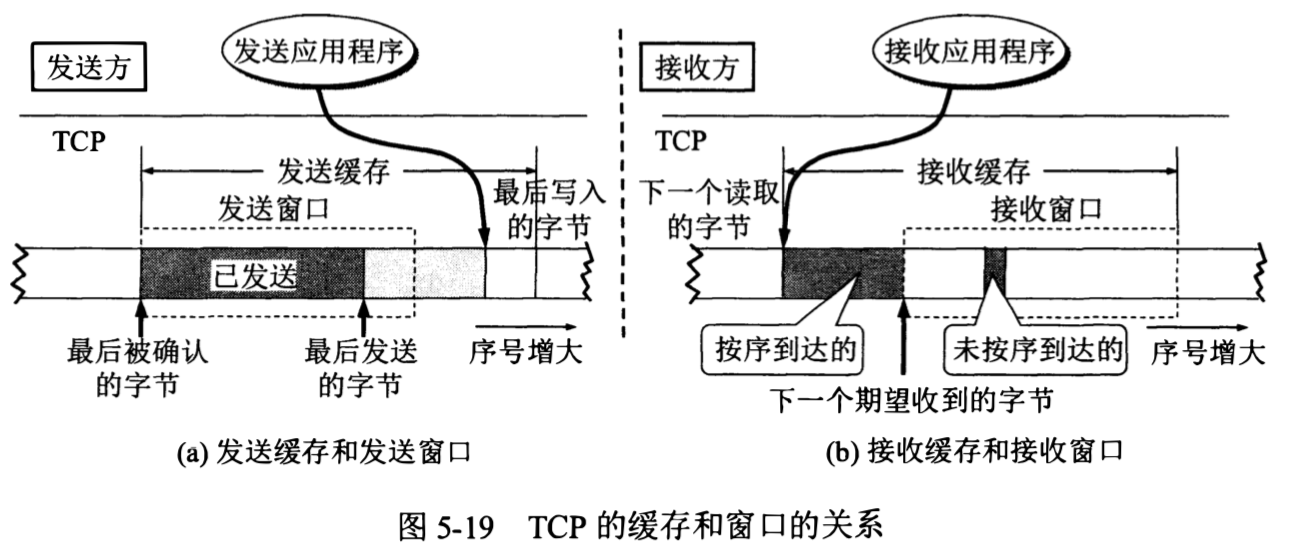 发送方
发送应用程序
TCP
发送缓存
发送窗口
最后写入
的字节
已发送
最后被确认
的字节
最后发送
的字节
序号增大
(a) 发送缓存和发送窗口
接收方
接收应用程序
TCP
接收缓存
下一个读取
的字节
接收窗口
按序到达的
未按序到达的
序号增大
下一个期望收到的字节
(b) 接收缓存和接收窗口
图 5-19 TCP 的缓存和窗口的关系